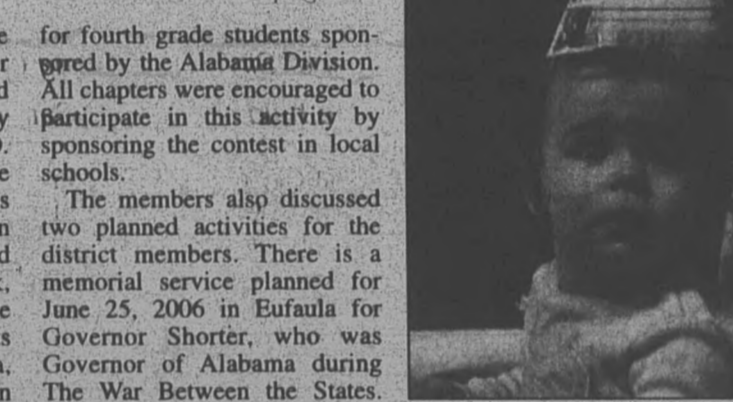 for fourth grade students spon-
sored by the Alabama Division.
All chapters were encouraged to
participate in this activity by
sponsoring the contest in local
schools.
The members also discussed
two planned activities for the
district members. There is a
memorial service planned for
June 25, 2006 in Eufaula for
Governor Shorter, who was
Governor of Alabama during
The War Between the States.